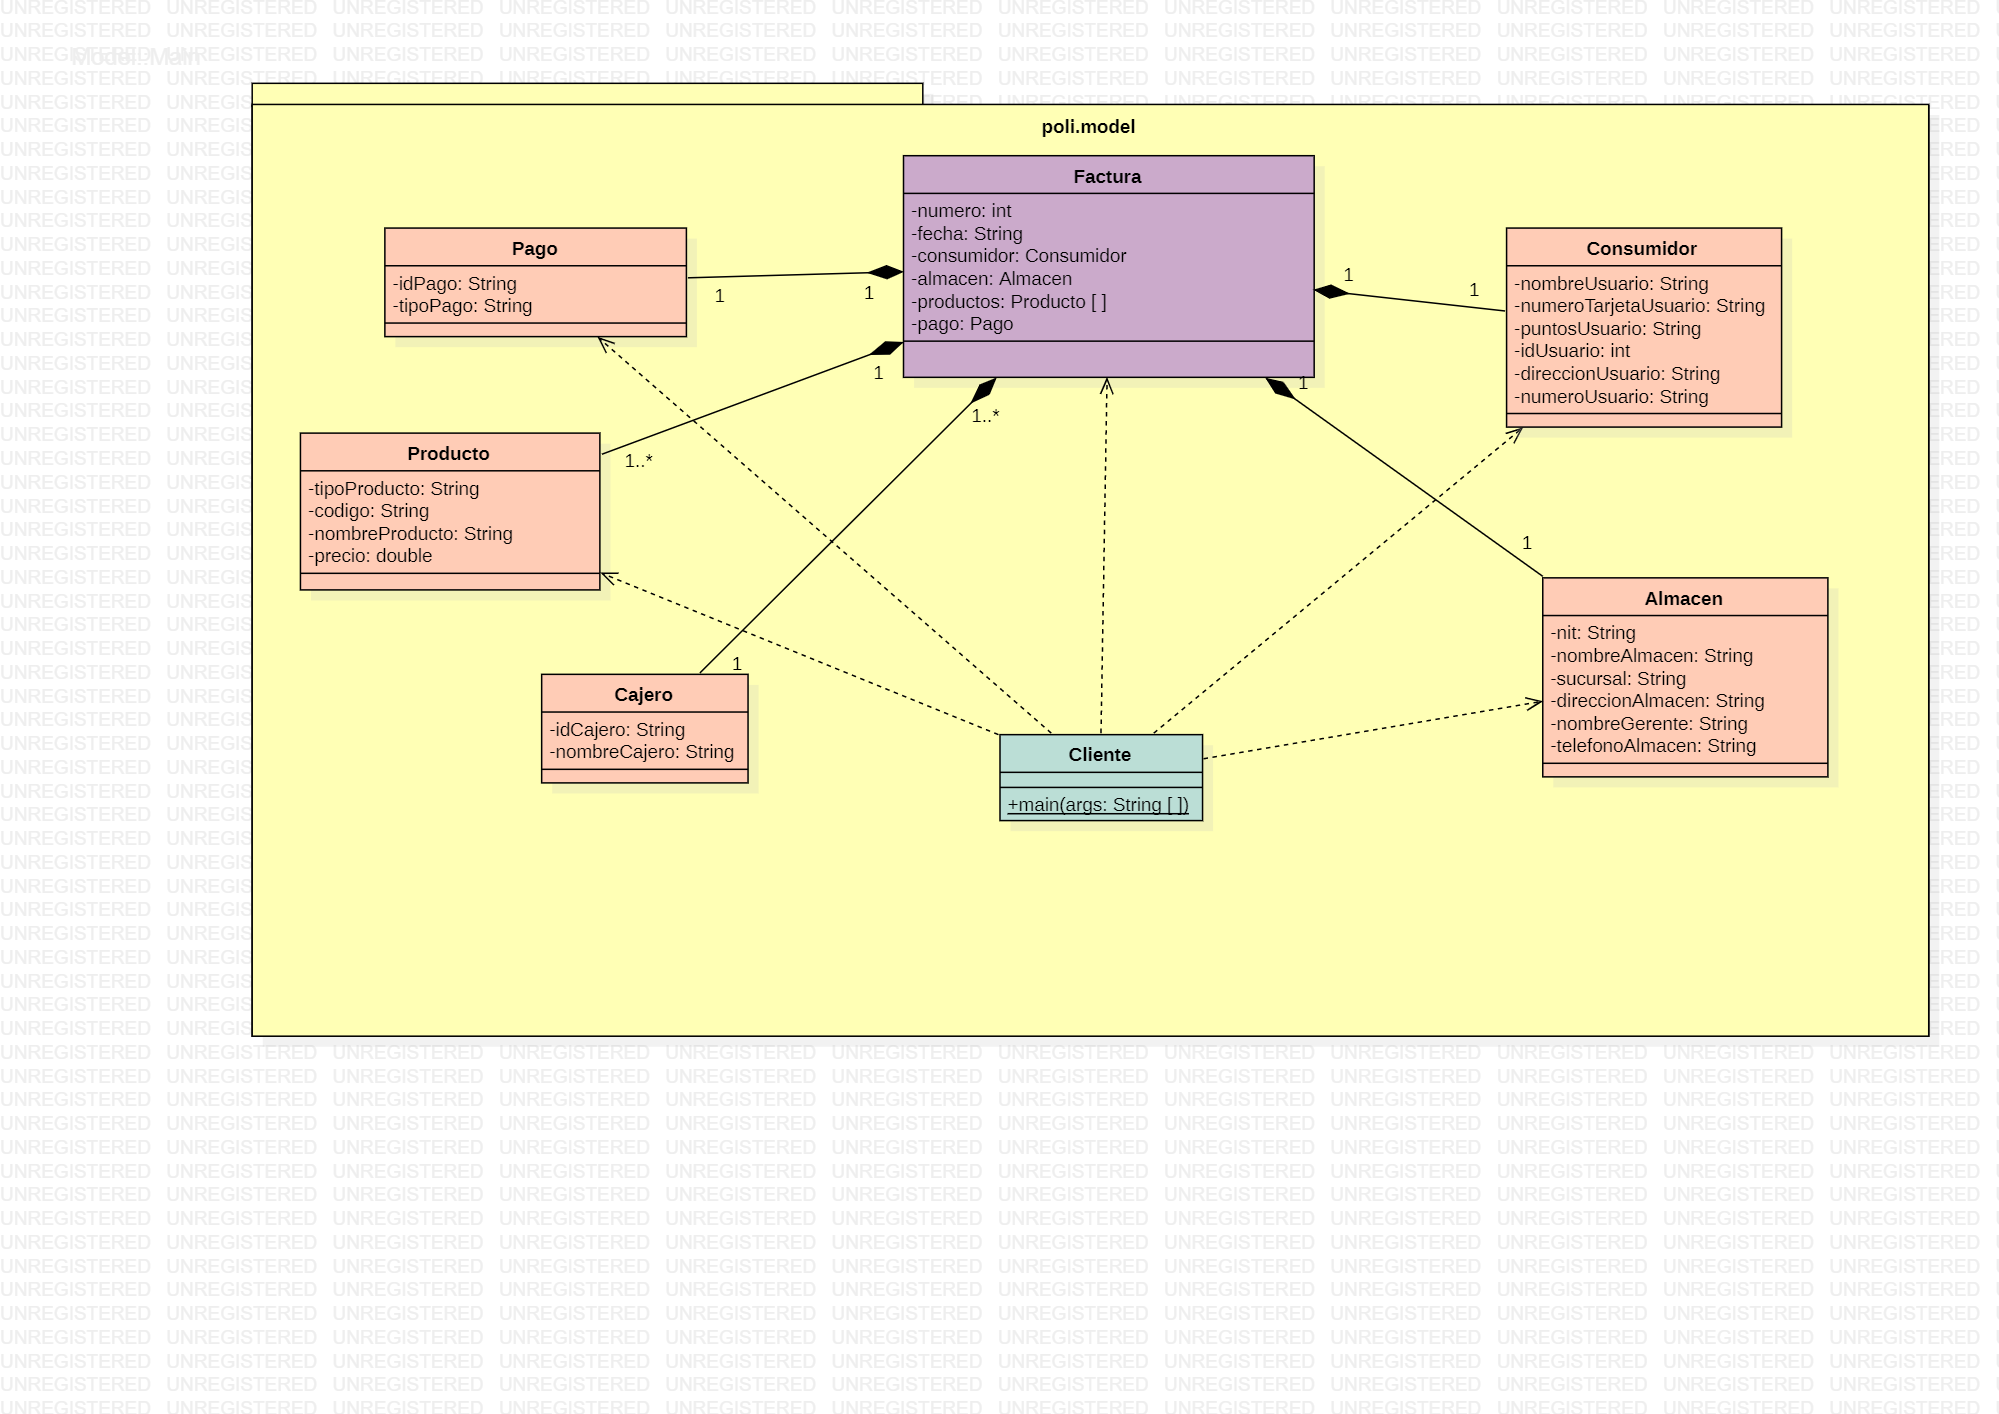 Model::Main
poli.model
Factura
-numero: int
-fecha: String
-consumidor: Consumidor
-almacen: Almacen
-productos: Producto [ ]
-pago: Pago
Pago
-idPago: String
-tipoPago: String
1
1
1
1
Consumidor
-nombreUsuario: String
-numeroTarjetaUsuario: String
-puntosUsuario: String
-idUsuario: int
-direccionUsuario: String
-numeroUsuario: String
1
1..*
1
1..*
Producto
-tipoProducto: String
-codigo: String
-nombreProducto: String
-precio: double
1
Almacen
-nit: String
-nombreAlmacen: String
-sucursal: String
-direccionAlmacen: String
-nombreGerente: String
-telefonoAlmacen: String
1
Cajero
-idCajero: String
-nombreCajero: String
Cliente
+main(args: String [ ])
UNREGISTERED